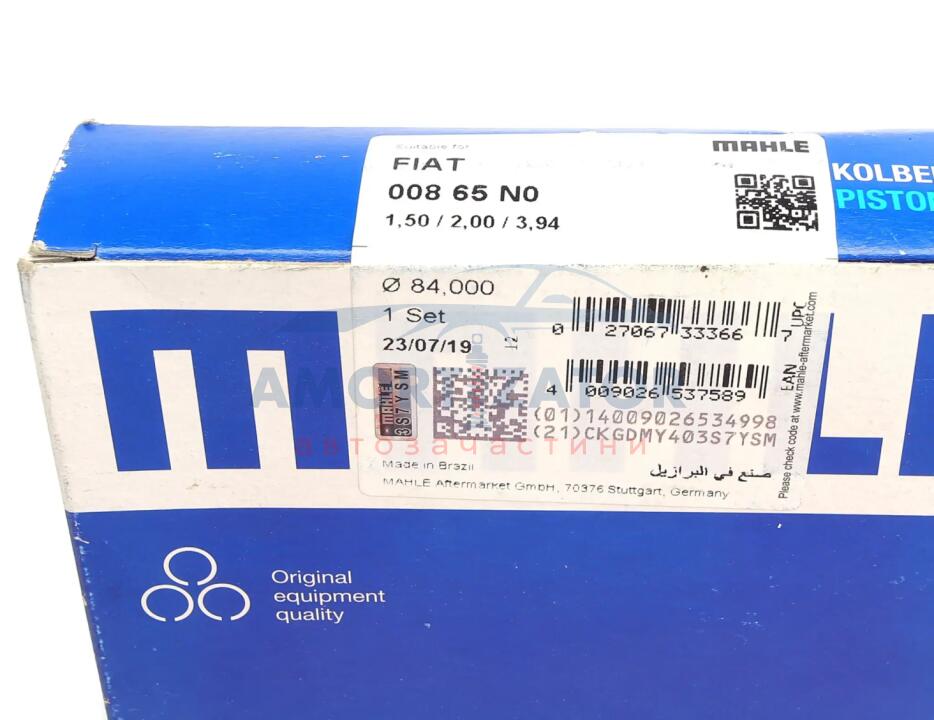 Suitable for
FIAT
008 65 N0
1,50 / 2,00 / 3,94
MAHLE
KOLBE
PISTON
Ø 84,000
1 Set
23/07/19
12
0 27067 33366 7
UPC
4 009026 537589
EAN
Please check code at www.mahle-aftermarket.com
MAHLE
3S7YSM
(01)14009026534998
(21)CKGDMY403S7YSM
AMORTIZATOR
автозапчастини
Made in Brazil
صنع في البرازيل
MAHLE Aftermarket GmbH, 70376 Stuttgart, Germany
Original
equipment
quality